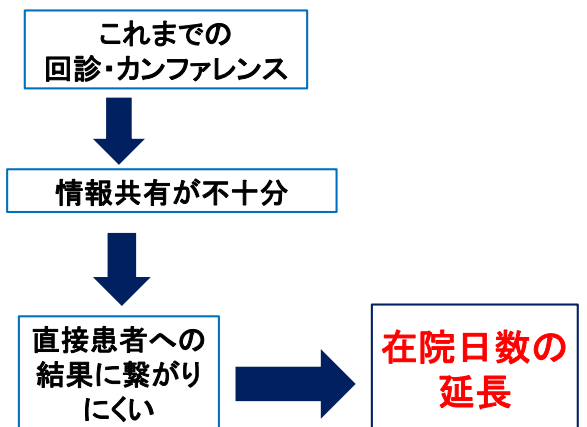 これまでの
回診・カンファレンス
情報共有が不十分
直接患者への
結果に繋がり
にくい
在院日数の
延長